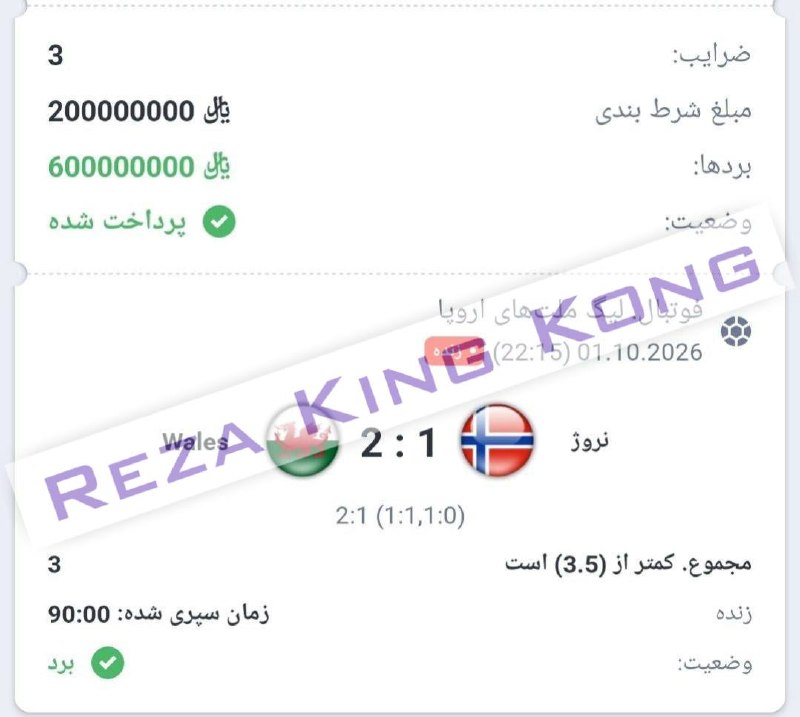 ضرایب: 3
مبلغ شرط بندی ﷼ 200000000
بردها: ﷼ 600000000
وضعیت: پرداخت شده
فوتبال. لیگ ملت‌های اروپا
01.10.2026 (22:15) زنده
REZA KING KONG
نروژ 2 : 1 Wales
2:1 (1:1,1:0)
مجموع. کمتر از (3.5) است 3
زنده زمان سپری شده: 90:00
وضعیت: برد